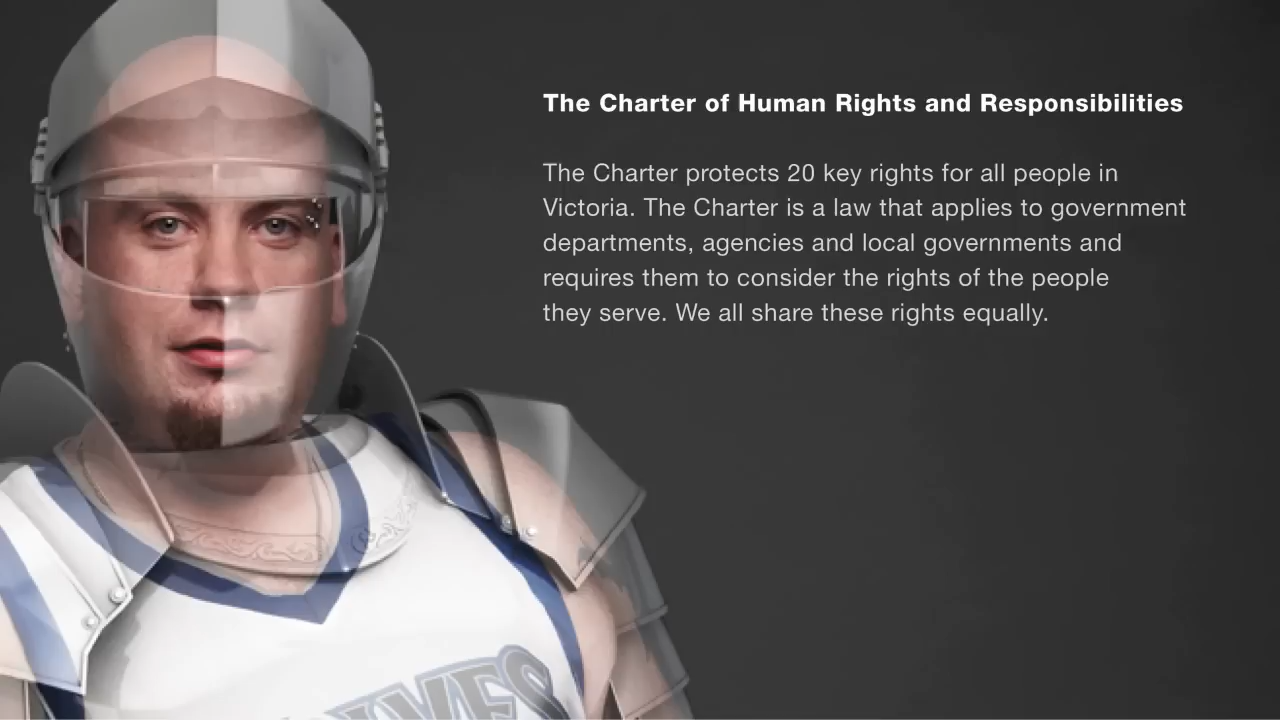 The Charter of Human Rights and Responsibilities
The Charter protects 20 key rights for all people in
Victoria. The Charter is a law that applies to government
departments, agencies and local governments and
requires them to consider the rights of the people
they serve. We all share these rights equally.